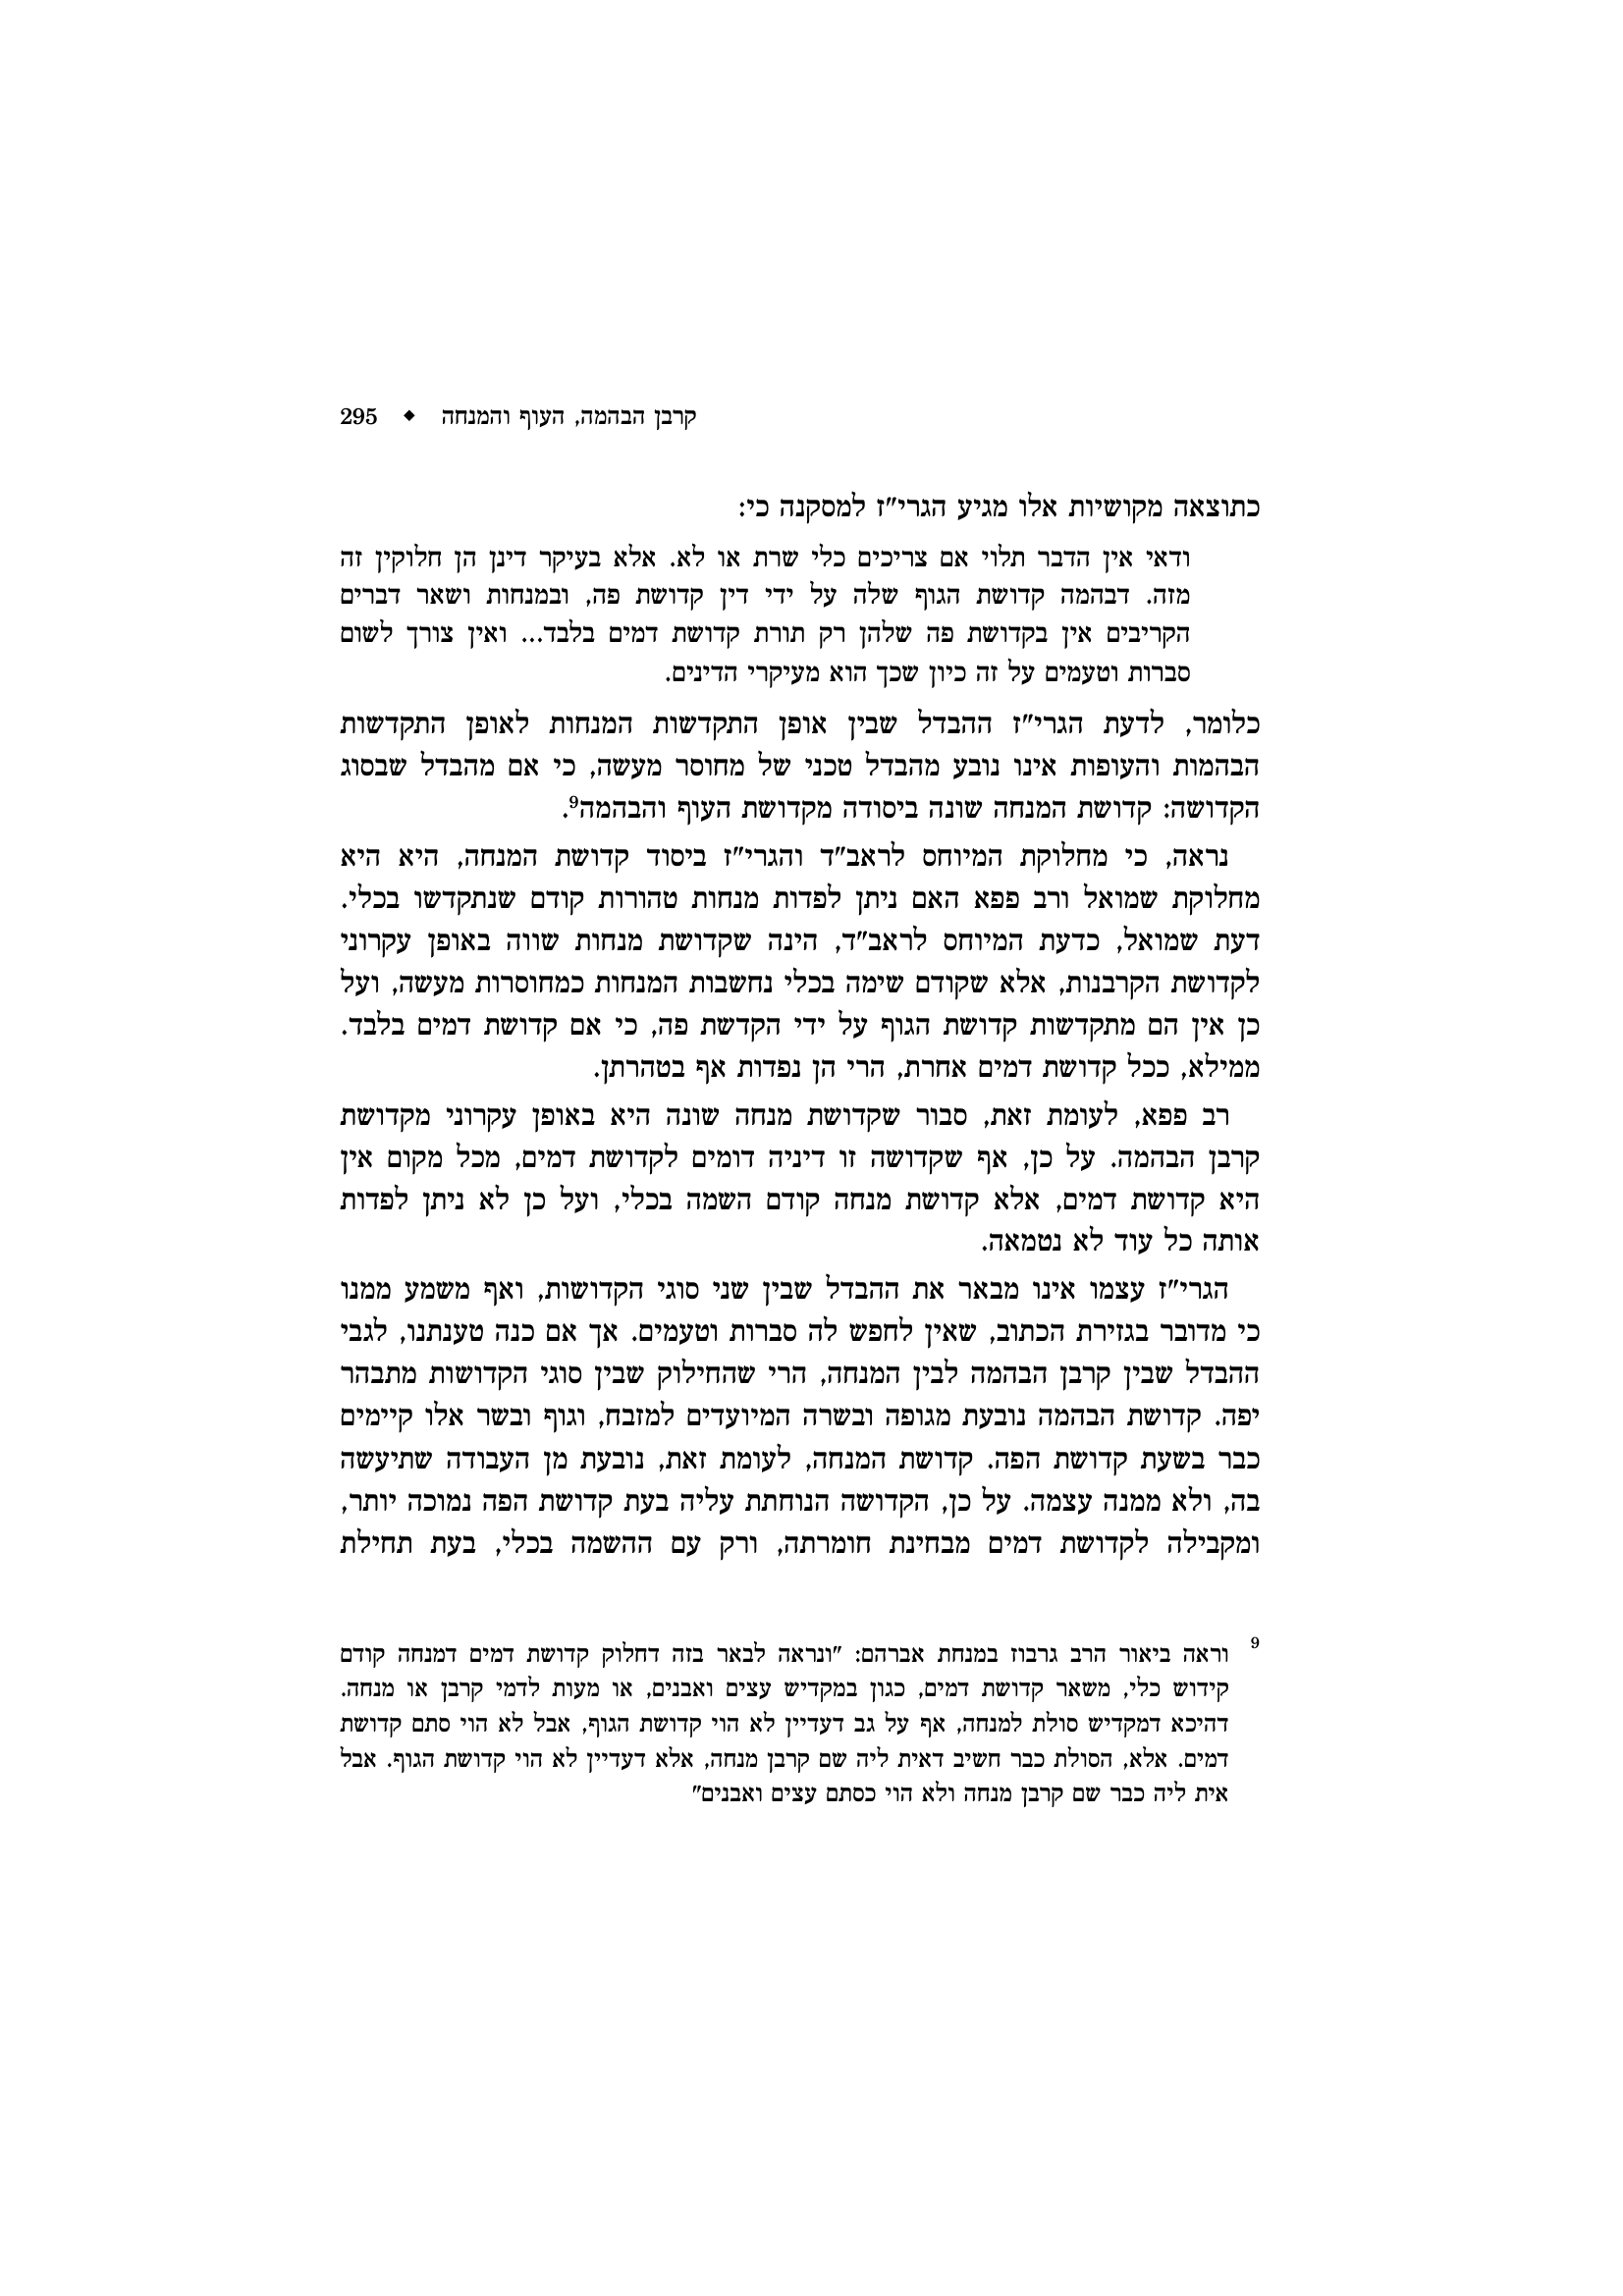 קרבן הבהמה, העוף והמנחה ◆ 295
כתוצאה מקושיות אלו מגיע הגרי"ז למסקנה כי:
ודאי אין הדבר תלוי אם צריכים כלי שרת או לא. אלא בעיקר דינן הן חלוקין זה
מזה. דבהמה קדושת הגוף שלה על ידי דין קדושת פה, ובמנחות ושאר דברים
הקריבים אין בקדושת פה שלהן רק תורת קדושת דמים בלבד... ואין צורך לשום
סברות וטעמים על זה כיון שכך הוא מעיקרי הדינים.
כלומר, לדעת הגרי"ז ההבדל שבין אופן התקדשות המנחות לאופן התקדשות
הבהמות והעופות אינו נובע מהבדל טכני של מחוסר מעשה, כי אם מהבדל שבסוג
הקדושה: קדושת המנחה שונה ביסודה מקדושת העוף והבהמה9.
נראה, כי מחלוקת המיוחס לראב"ד והגרי"ז ביסוד קדושת המנחה, היא היא
מחלוקת שמואל ורב פפא האם ניתן לפדות מנחות טהורות קודם שנתקדשו בכלי.
דעת שמואל, כדעת המיוחס לראב"ד, הינה שקדושת מנחות שווה באופן עקרוני
לקדושת הקרבנות, אלא שקודם שימה בכלי נחשבות המנחות כמחוסרות מעשה, ועל
כן אין הם מתקדשות קדושת הגוף על ידי הקדשת פה, כי אם קדושת דמים בלבד.
ממילא, ככל קדושת דמים אחרת, הרי הן נפדות אף בטהרתן.
רב פפא, לעומת זאת, סבור שקדושת מנחה שונה היא באופן עקרוני מקדושת
קרבן הבהמה. על כן, אף שקדושה זו דיניה דומים לקדושת דמים, מכל מקום אין
היא קדושת דמים, אלא קדושת מנחה קודם השמה בכלי, ועל כן לא ניתן לפדות
אותה כל עוד לא נטמאה.
הגרי"ז עצמו אינו מבאר את ההבדל שבין שני סוגי הקדושות, ואף משמע ממנו
כי מדובר בגזירת הכתוב, שאין לחפש לה סברות וטעמים. אך אם כנה טענתנו, לגבי
ההבדל שבין קרבן הבהמה לבין המנחה, הרי שהחילוק שבין סוגי הקדושות מתבהר
יפה. קדושת הבהמה נובעת מגופה ובשרה המיועדים למזבח, וגוף ובשר אלו קיימים
כבר בשעת קדושת הפה. קדושת המנחה, לעומת זאת, נובעת מן העבודה שתיעשה
בה, ולא ממנה עצמה. על כן, הקדושה הנוחתת עליה בעת קדושת הפה נמוכה יותר,
ומקבילה לקדושת דמים מבחינת חומרתה, ורק עם ההשמה בכלי, בעת תחילת
9 וראה ביאור הרב גרבוז במנחת אברהם: "ונראה לבאר בזה דחלוק קדושת דמים דמנחה קודם
קידוש כלי, משאר קדושת דמים, כגון במקדיש עצים ואבנים, או מעות לדמי קרבן או מנחה.
דהיכא דמקדיש סולת למנחה, אף על גב דעדיין לא הוי קדושת הגוף, אבל לא הוי סתם קדושת
דמים. אלא, הסולת כבר חשיב דאית ליה שם קרבן מנחה, אלא דעדיין לא הוי קדושת הגוף. אבל
אית ליה כבר שם קרבן מנחה ולא הוי כסתם עצים ואבנים"